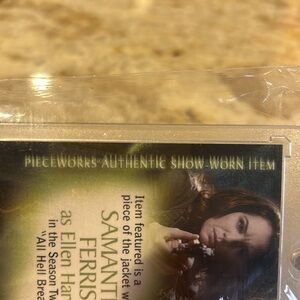 PIECEWORKS AUTHENTIC SHOW-WORN ITEM
Item featured is a
piece of the jacket w
SAMANT
FERRIS
as Ellen Har
in the Season Tw
"All Hell Brea